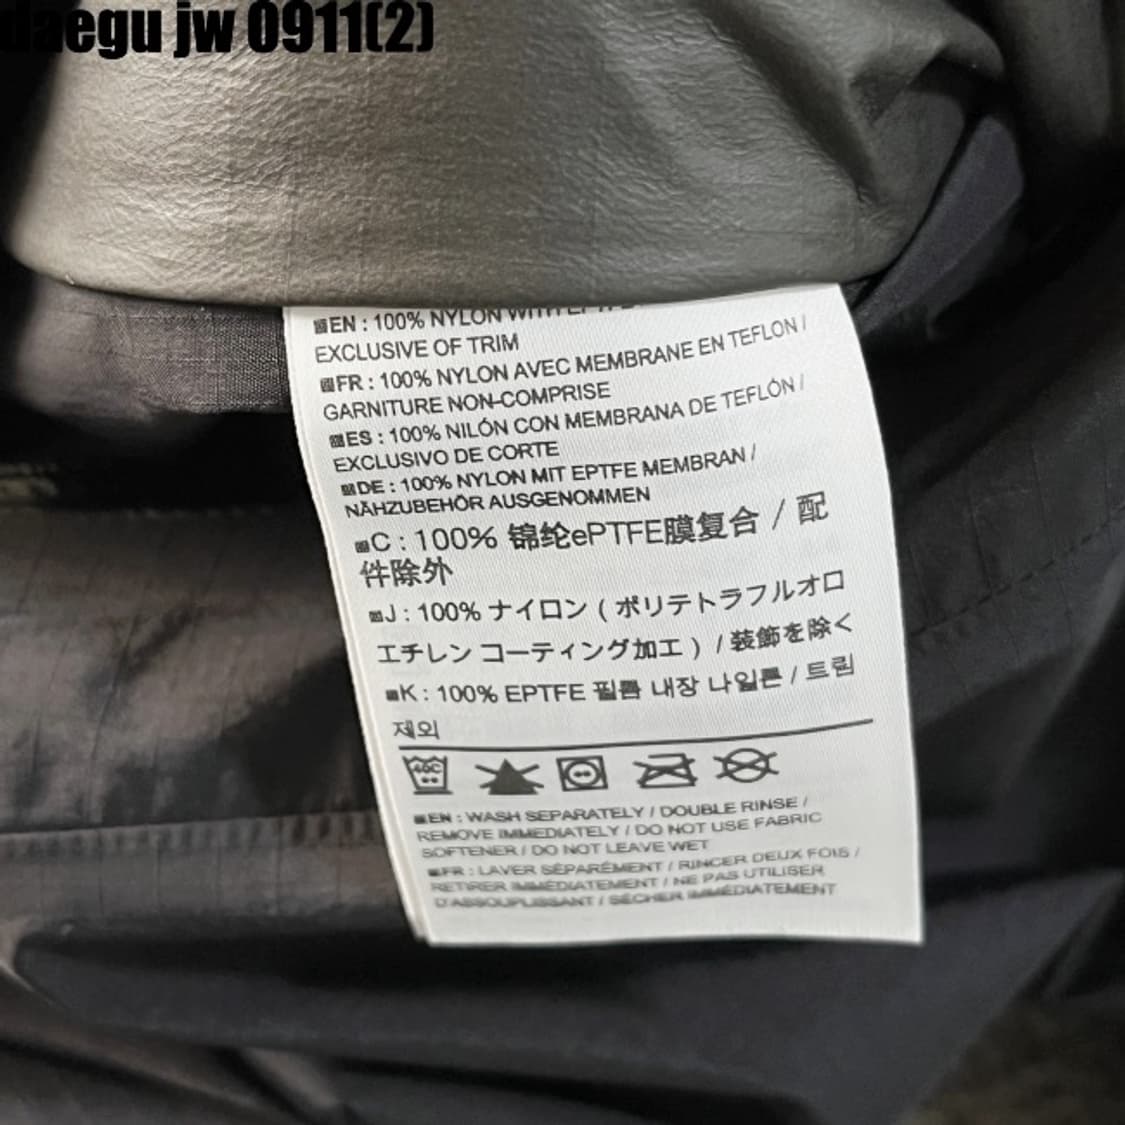 daegu jw 0911(2)
EN : 100% NYLON WITH
EXCLUSIVE OF TRIM
FR : 100% NYLON AVEC MEMBRANE EN TEFLON /
GARNITURE NON-COMPRISE
ES : 100% NILÓN CON MEMBRANA DE TEFLÓN /
EXCLUSIVO DE CORTE
DE : 100% NYLON MIT EPTFE MEMBRAN /
NÄHZUBEHÖR AUSGENOMMEN
C : 100% 锦纶ePTFE膜复合 / 配
件除外
J : 100% ナイロン ( ポリテトラフルオロ
エチレン コーティング加工 ) / 装飾を除く
K : 100% EPTFE 필름 내장 나일론 / 트림
제외
40C
EN : WASH SEPARATELY / DOUBLE RINSE /
REMOVE IMMEDIATELY / DO NOT USE FABRIC
SOFTENER / DO NOT LEAVE WET
FR : LAVER SÉPARÉMENT / RINCER DEUX FOIS /
RETIRER IMMÉDIATEMENT / NE PAS UTILISER
D'ASSOUPLISSANT / SÉCHER IMMÉDIATEMENT